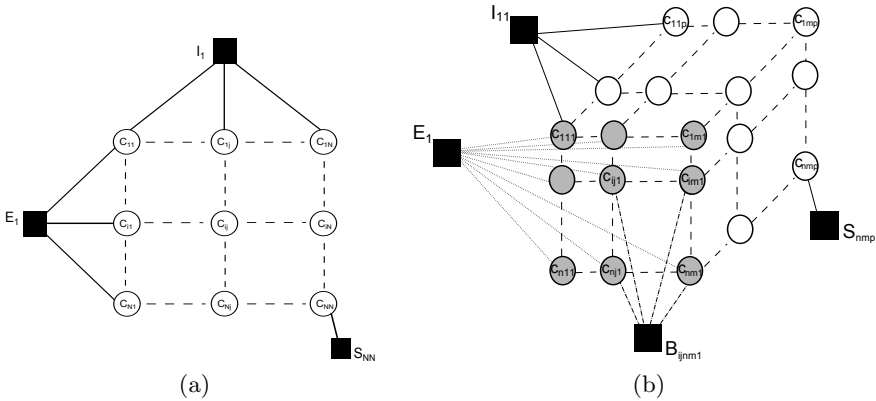 I1
C11 C1j C1N
E1
Ci1 Cij CiN
CN1 CNj CNN
SNN
(a)
I11
c11p c1mp
E1
c111 c1m1
cij1 cim1
cnmp
Snmp
cn11 cnj1 cnm1
Bijnm1
(b)